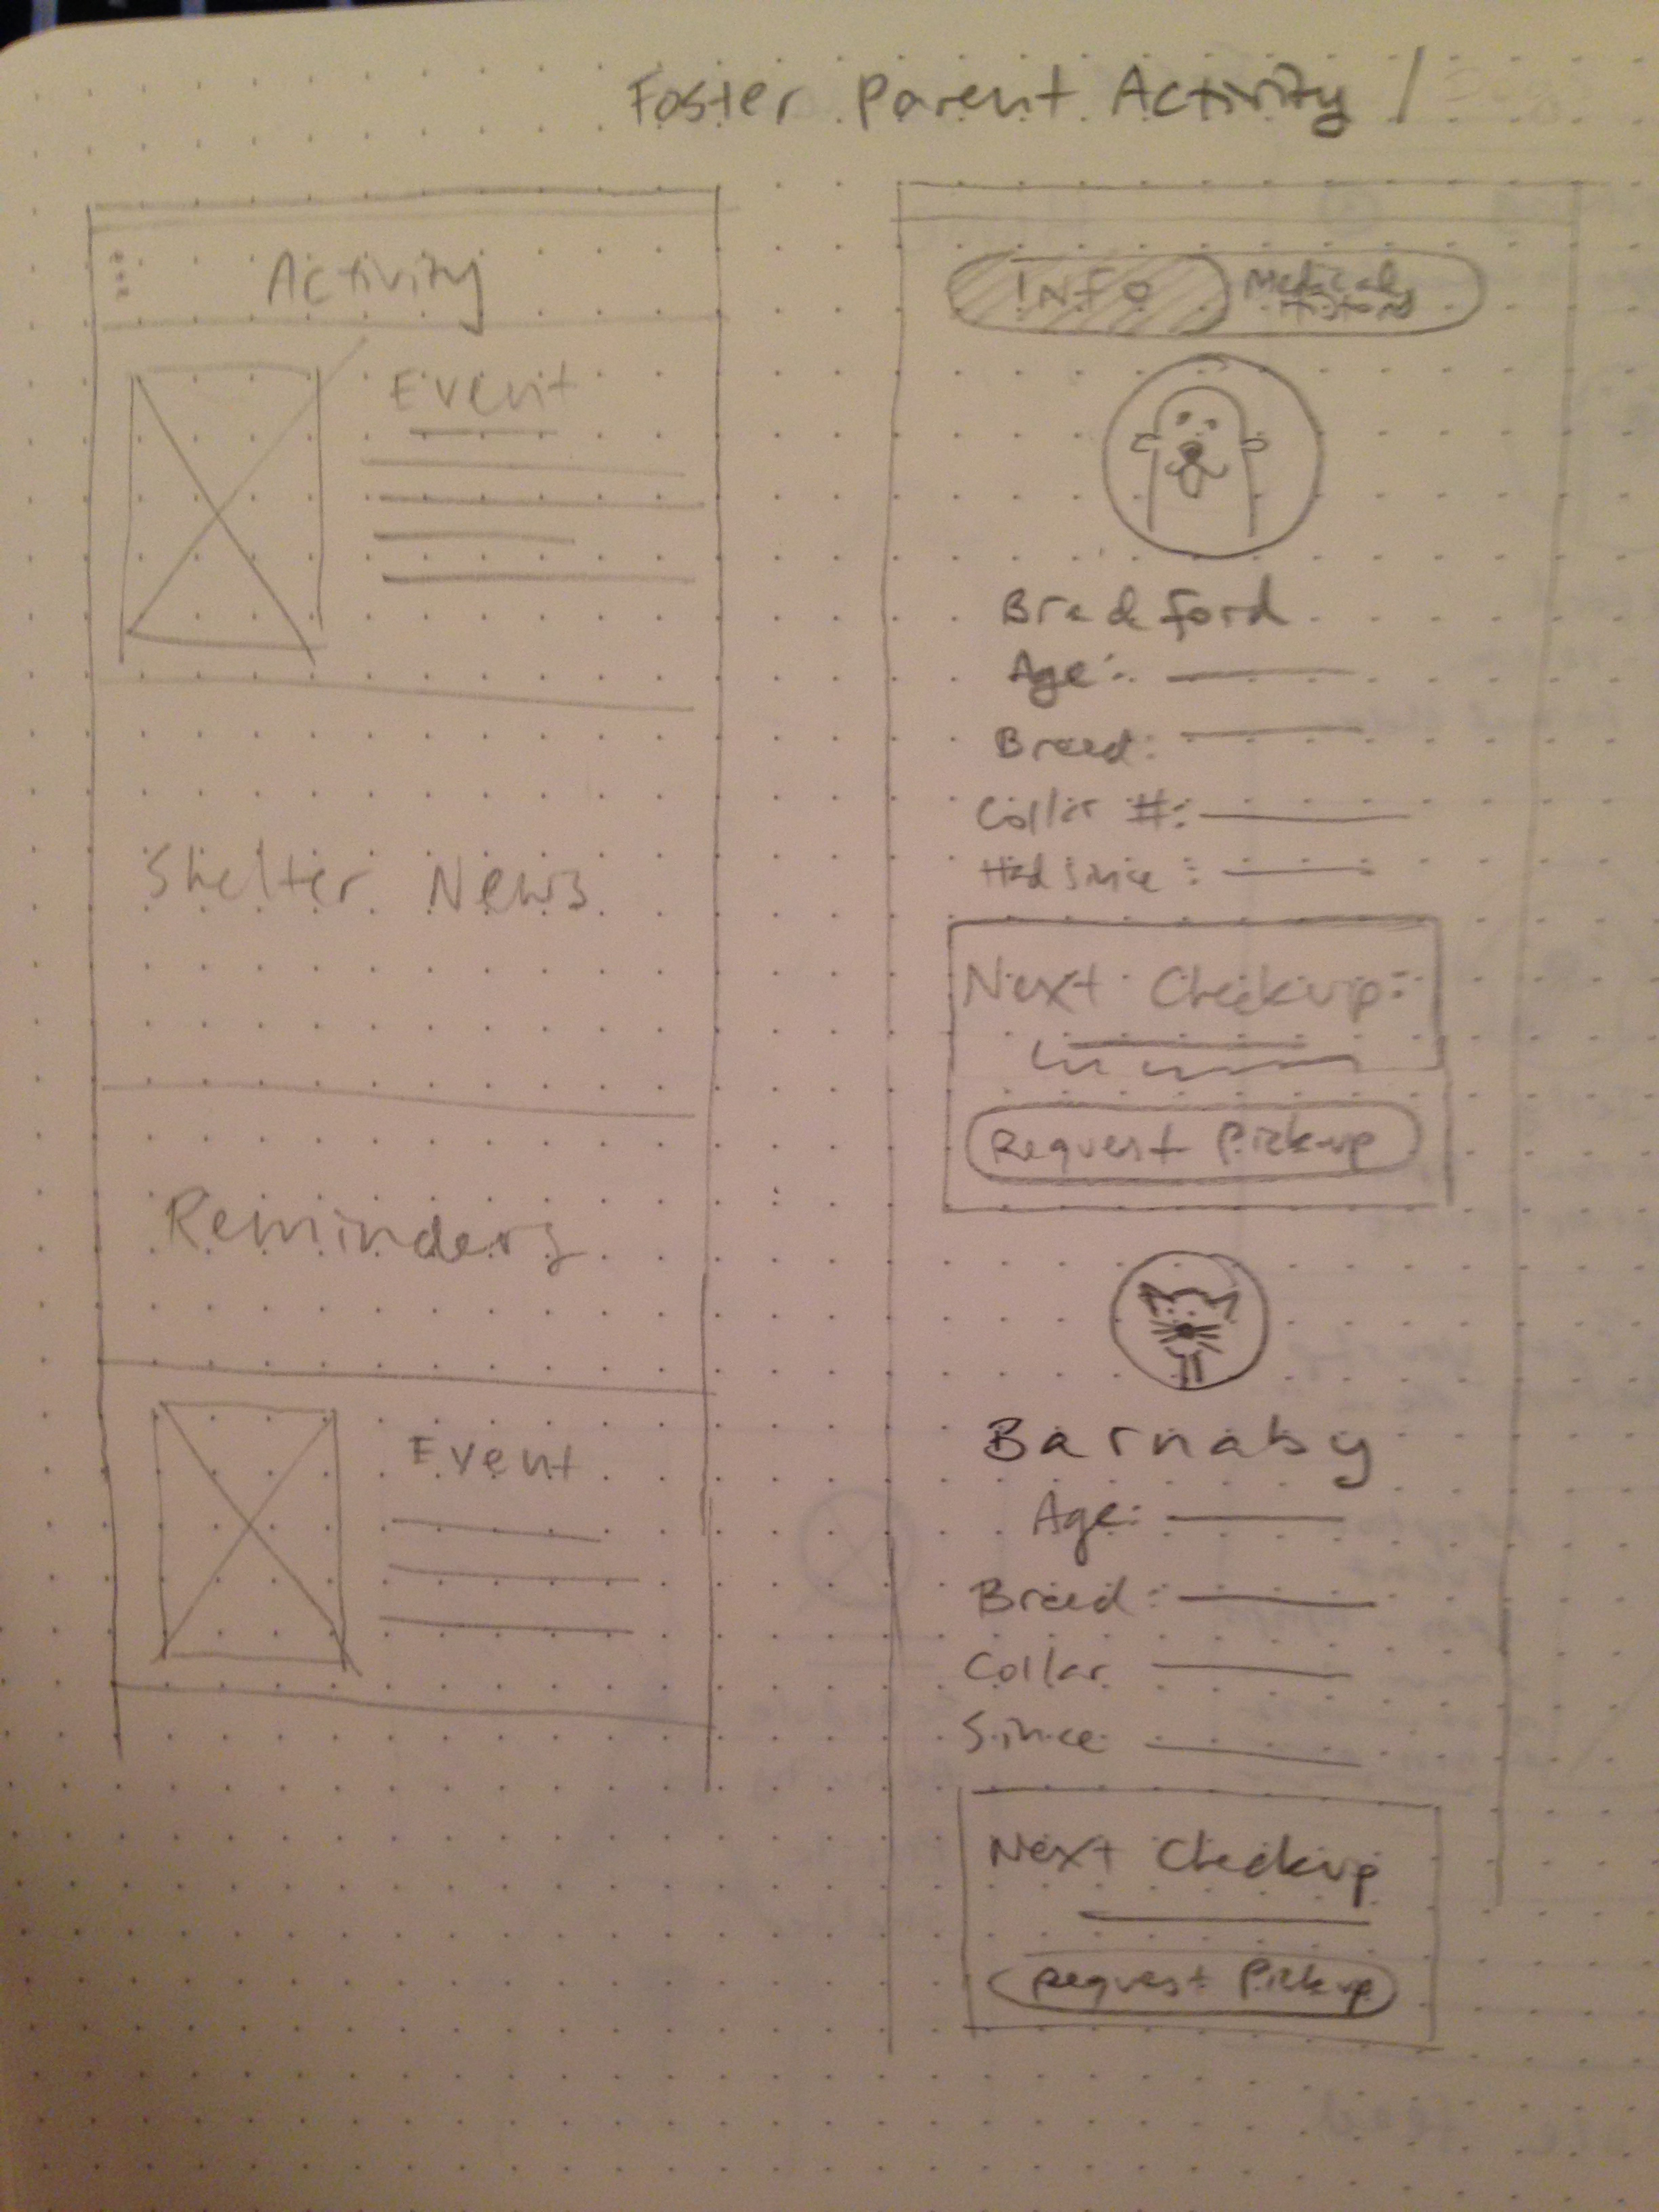 Foster Parent Activity /
Activity
Event
Shelter News
Reminders
Event
INFO
Medical
History
Bradford
Age:
Breed:
Collar #:
Had since :
Next Checkup:
Request Pickup
Barnaby
Age:
Breed:
Collar
Since
Next Checkup
Request Pickup